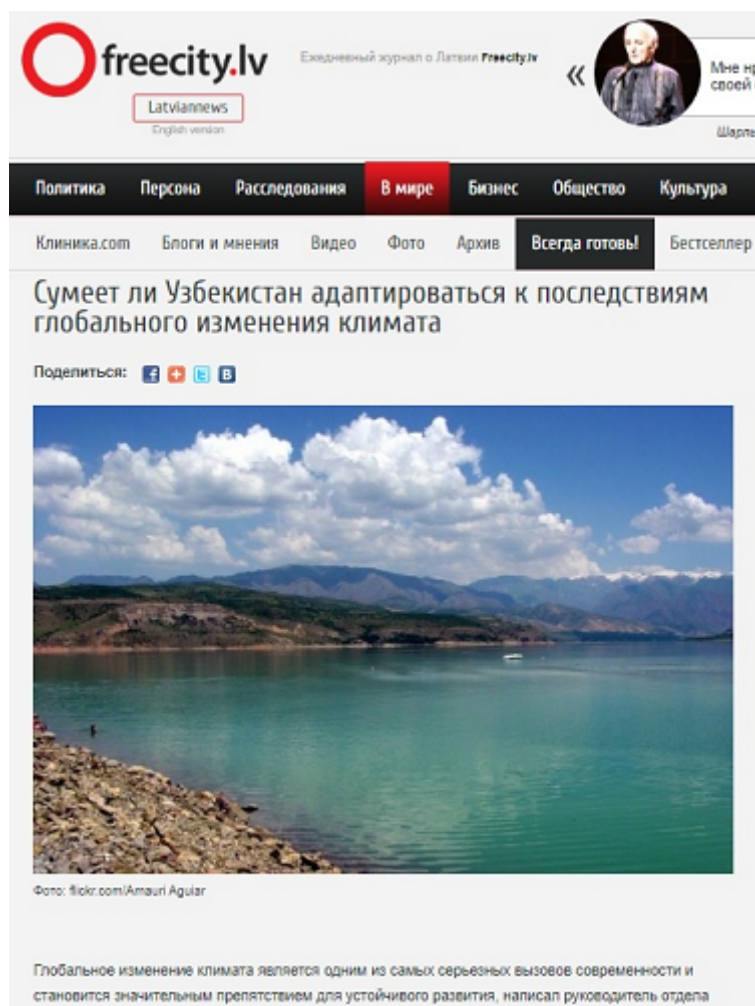 freecity.lv
Ежедневный журнал о Латвии Freecity.lv
«
Мне нр
своей
Шарль
Latviannews
English version
Политика Персона Расследования В мире Бизнес Общество Культура
Клиника.com Блоги и мнения Видео Фото Архив Всегда готовь! Бестселлер
Сумеет ли Узбекистан адаптироваться к последствиям
глобального изменения климата
Поделиться:
Фото: flickr.com/Amauri Aguiar
Глобальное изменение климата является одним из самых серьезных вызовов современности и
становится значительным препятствием для устойчивого развития, написал руководитель отдела